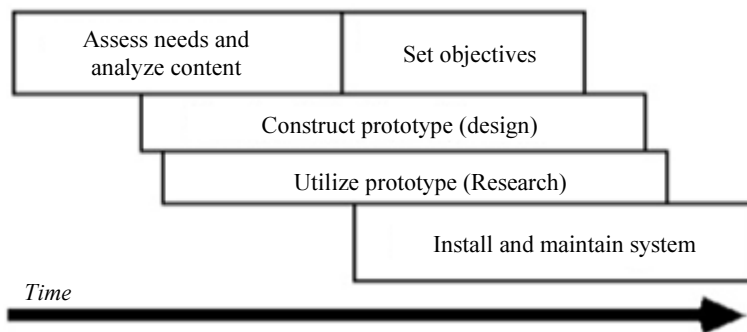 Assess needs and
analyze content
Set objectives
Construct prototype (design)
Utilize prototype (Research)
Install and maintain system
Time